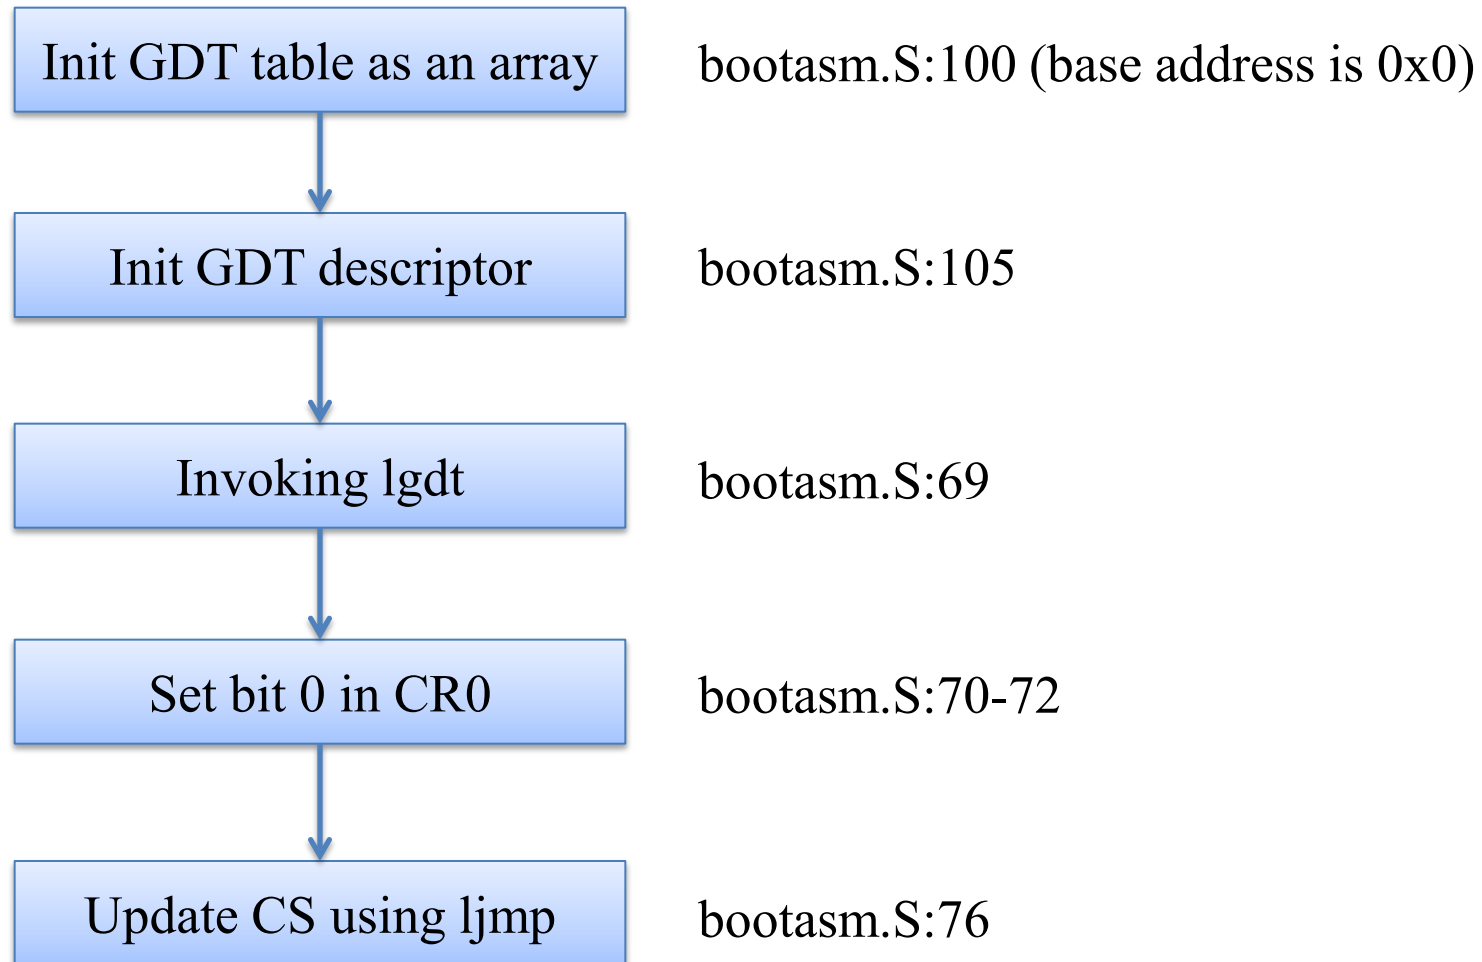 Init GDT table as an array
bootasm.S:100 (base address is 0x0)
Init GDT descriptor
bootasm.S:105
Invoking lgdt
bootasm.S:69
Set bit 0 in CR0
bootasm.S:70-72
Update CS using ljmp
bootasm.S:76